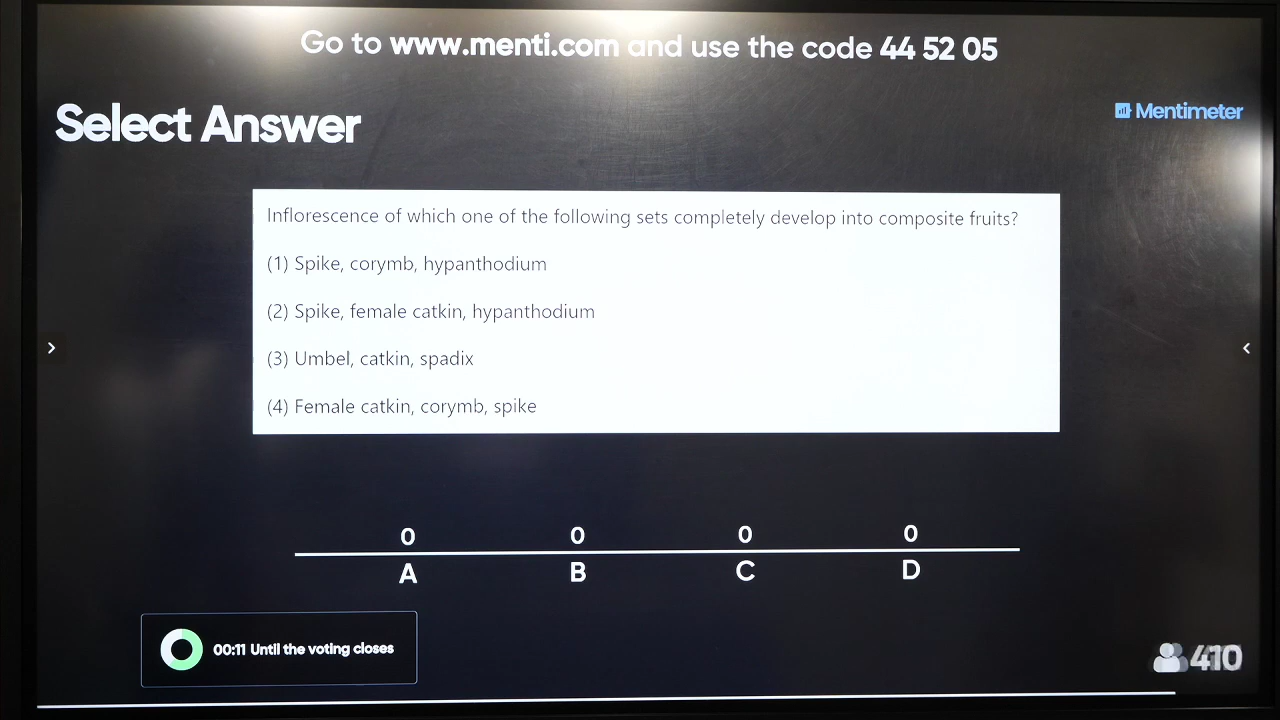 Go to www.menti.com and use the code 44 52 05
Select Answer
Mentimeter
Inflorescence of which one of the following sets completely develop into composite fruits?
(1) Spike, corymb, hypanthodium
(2) Spike, female catkin, hypanthodium
(3) Umbel, catkin, spadix
(4) Female catkin, corymb, spike
0 0 0 0
A B C D
00:11 Until the voting closes
410